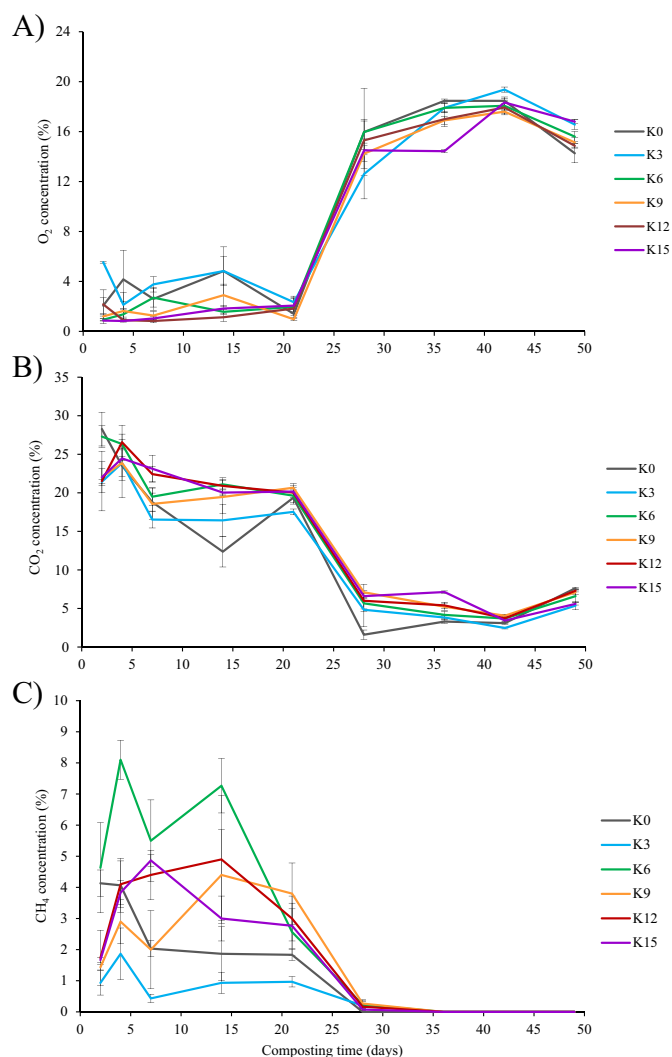 A)
24
20
16
12
8
4
0
O2 concentration (%)
0 5 10 15 20 25 30 35 40 45 50
K0
K3
K6
K9
K12
K15
B)
35
30
25
20
15
10
5
0
CO2 concentration (%)
0 5 10 15 20 25 30 35 40 45 50
K0
K3
K6
K9
K12
K15
C)
10
9
8
7
6
5
4
3
2
1
0
CH4 concentration (%)
0 5 10 15 20 25 30 35 40 45 50
Composting time (days)
K0
K3
K6
K9
K12
K15